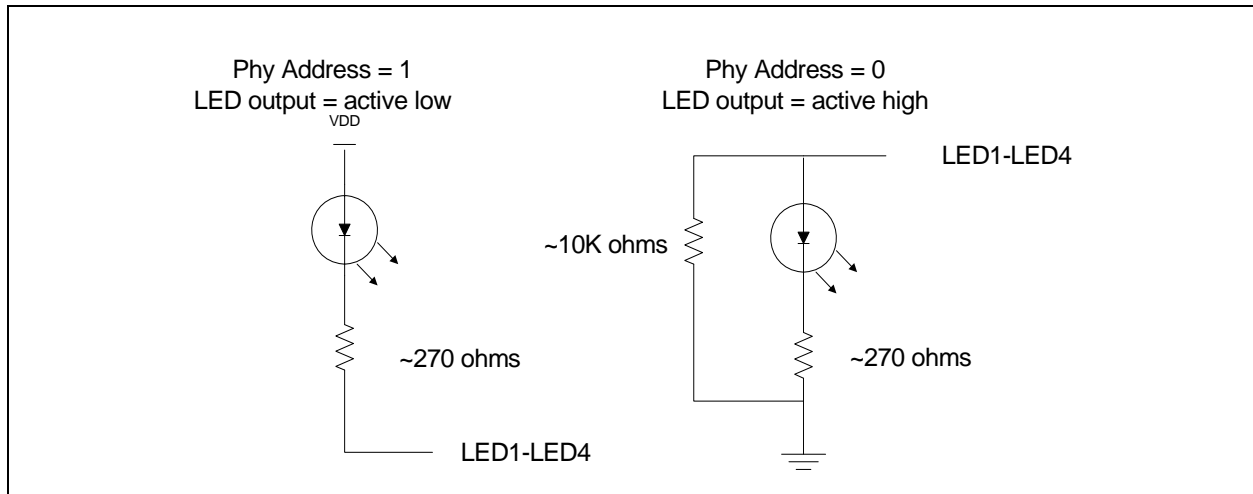 Phy Address = 1
LED output = active low
VDD
~270 ohms
LED1-LED4
Phy Address = 0
LED output = active high
LED1-LED4
~10K ohms
~270 ohms